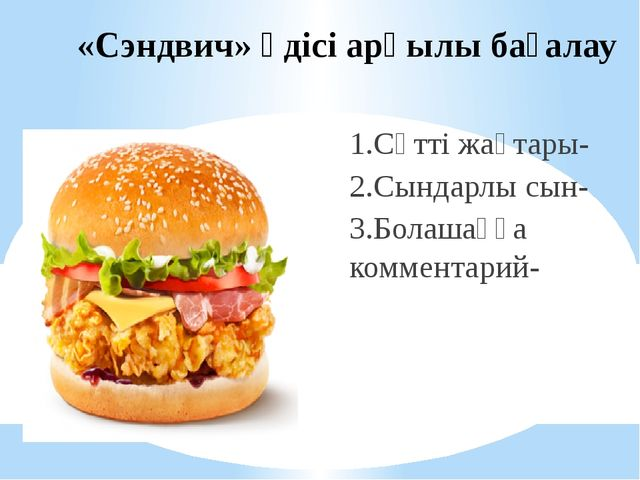 «Сэндвич» әдісі арқылы бағалау
1.Сәтті жақтары-
2.Сындарлы сын-
3.Болашаққа
комментарий-